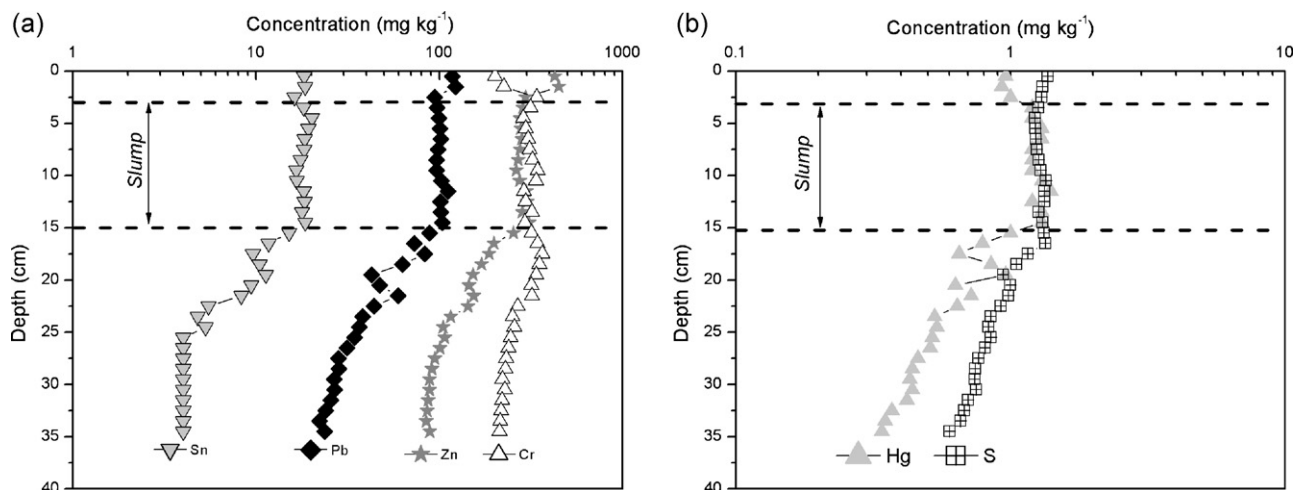 (a)
Concentration (mg kg-1)
1 10 100 1000
0
5
10
15
20
25
30
35
40
Depth (cm)
Slump
Sn Pb Zn Cr
(b)
Concentration (mg kg-1)
0.1 1 10
0
5
10
15
20
25
30
35
40
Depth (cm)
Slump
Hg S